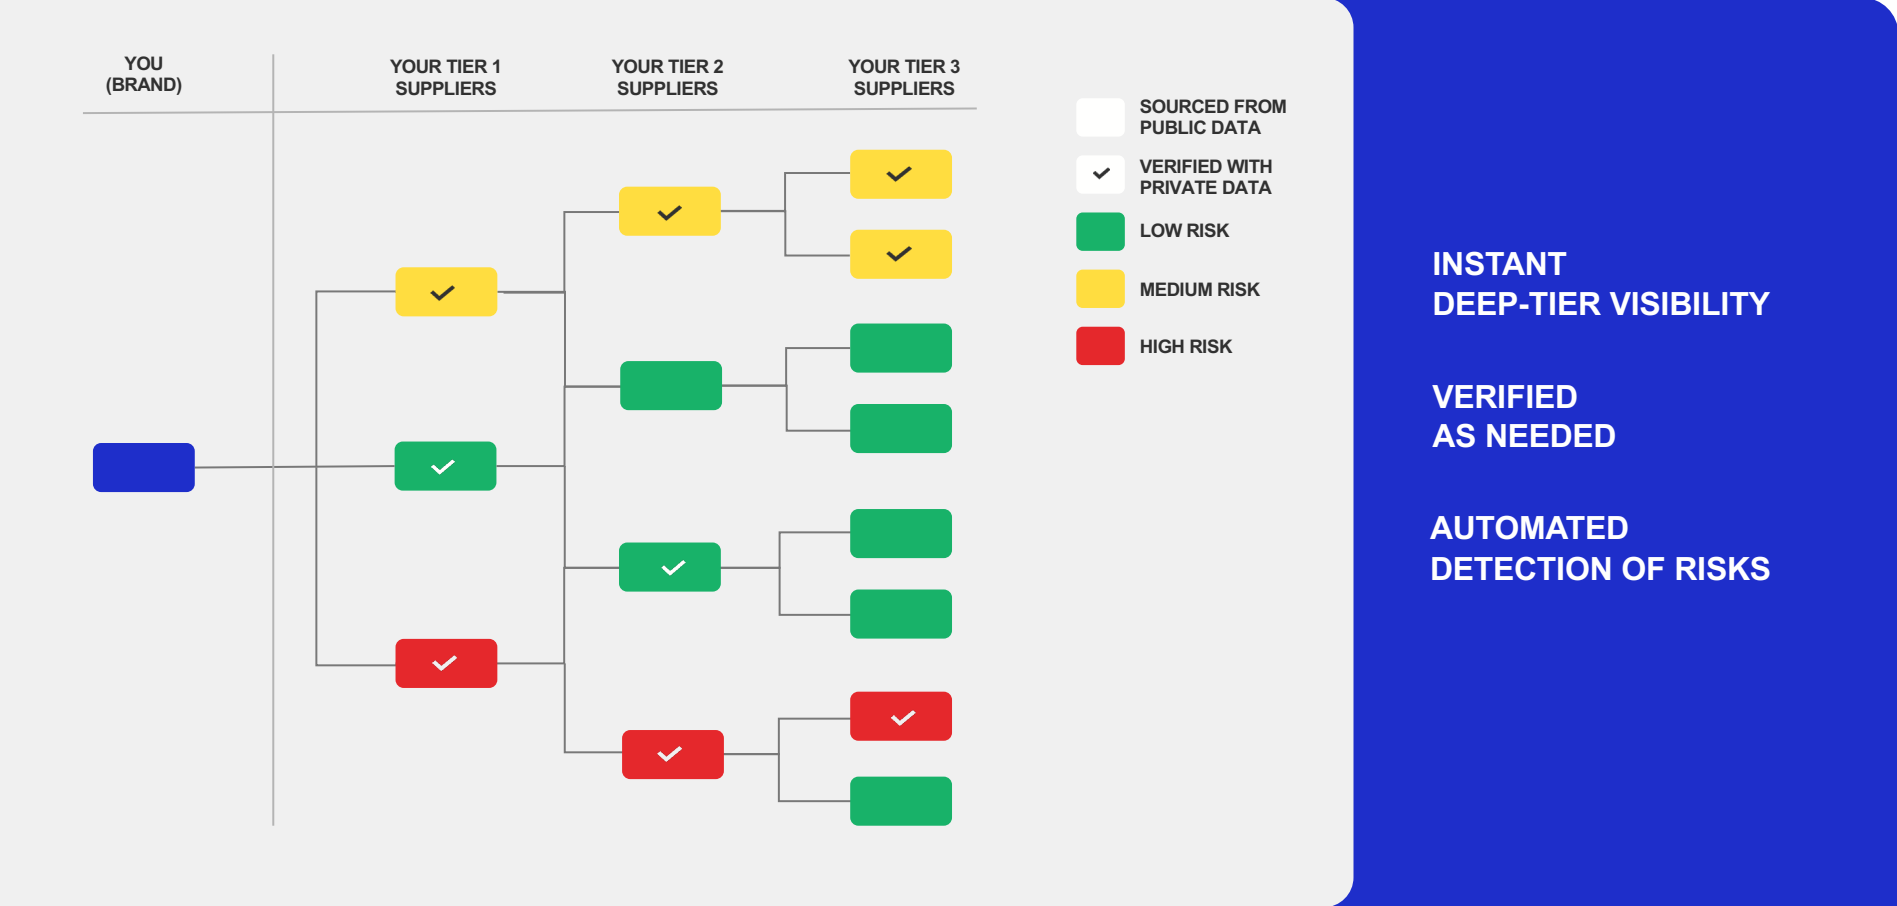 YOU
(BRAND)
YOUR TIER 1
SUPPLIERS
YOUR TIER 2
SUPPLIERS
YOUR TIER 3
SUPPLIERS
SOURCED FROM
PUBLIC DATA
VERIFIED WITH
PRIVATE DATA
LOW RISK
MEDIUM RISK
HIGH RISK
INSTANT
DEEP-TIER VISIBILITY
VERIFIED
AS NEEDED
AUTOMATED
DETECTION OF RISKS